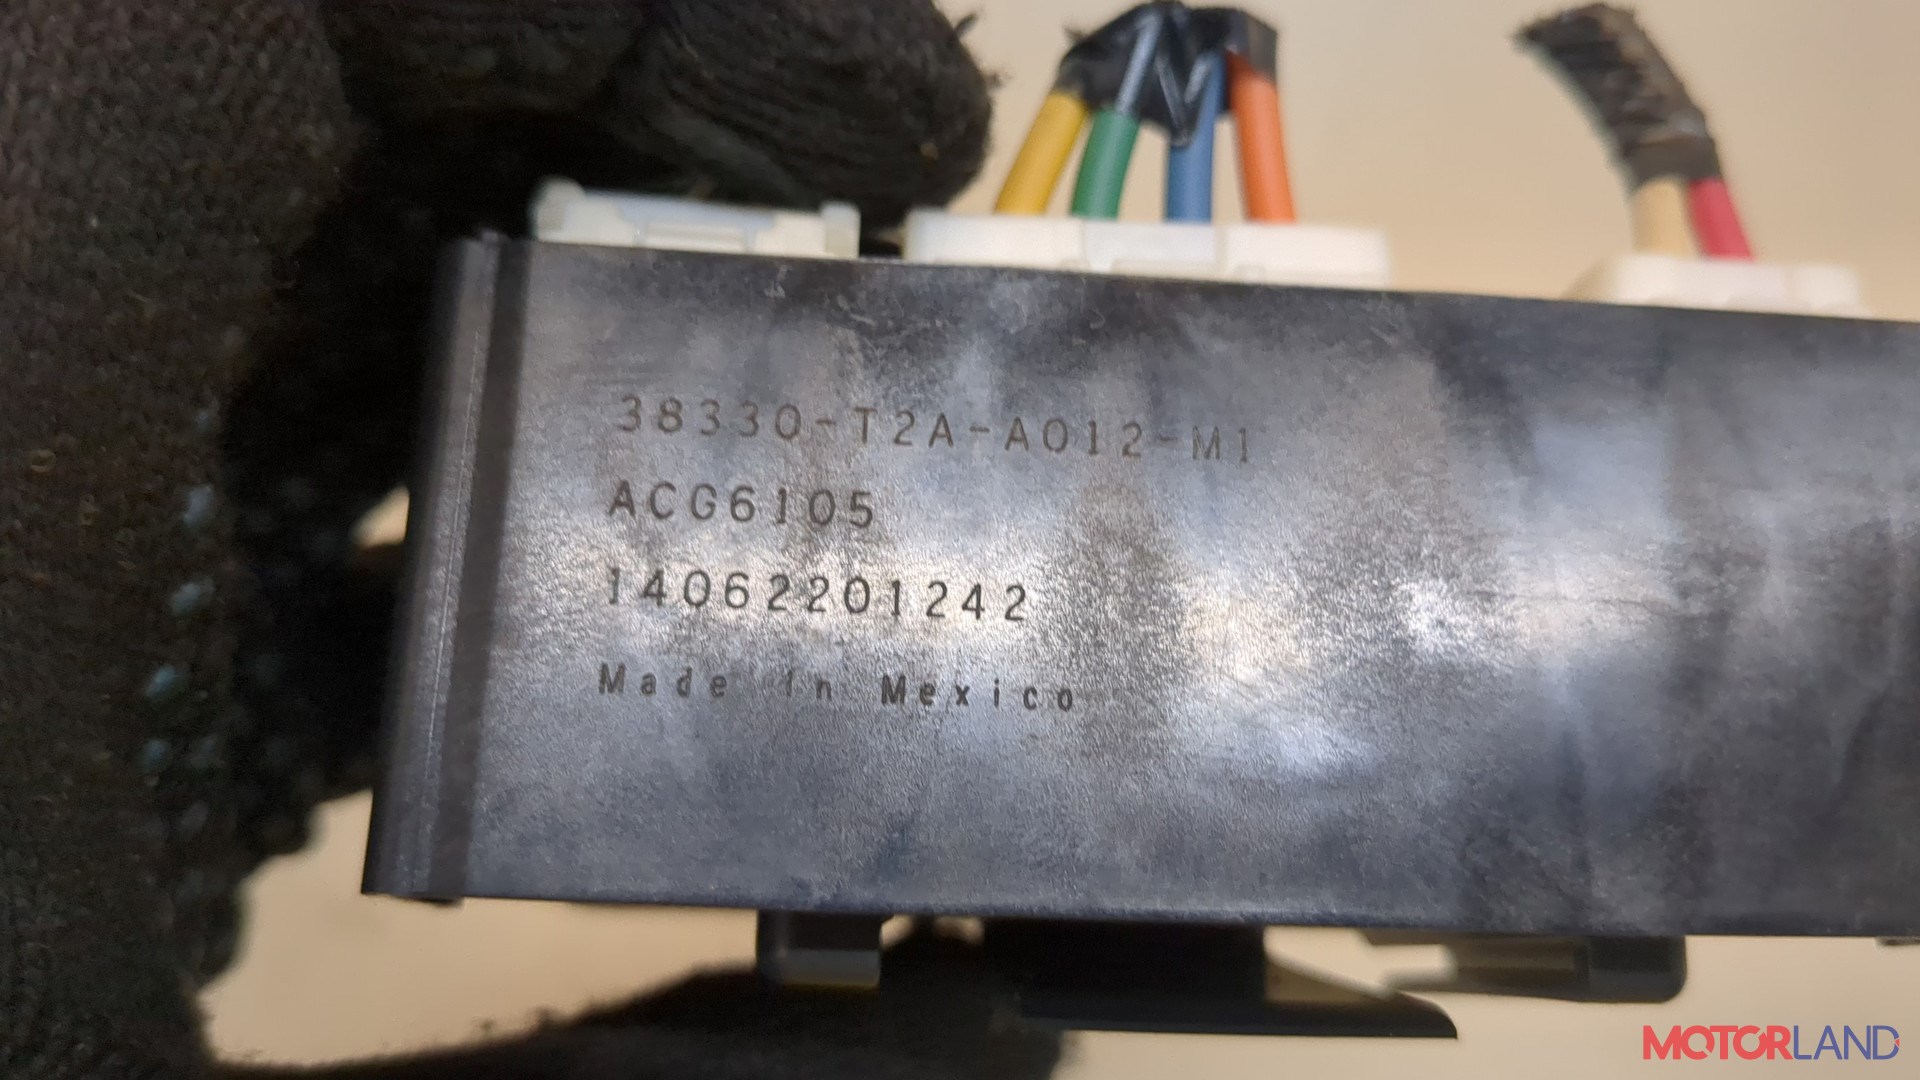 38330-T2A-A012-M1
ACG6105
14062201242
Made in Mexico
MOTORLAND